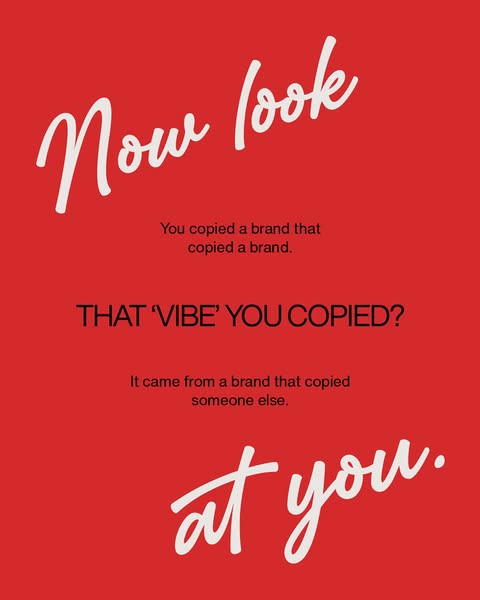 Now look
You copied a brand that
copied a brand.
THAT ‘VIBE’ YOU COPIED?
It came from a brand that copied
someone else.
at you.